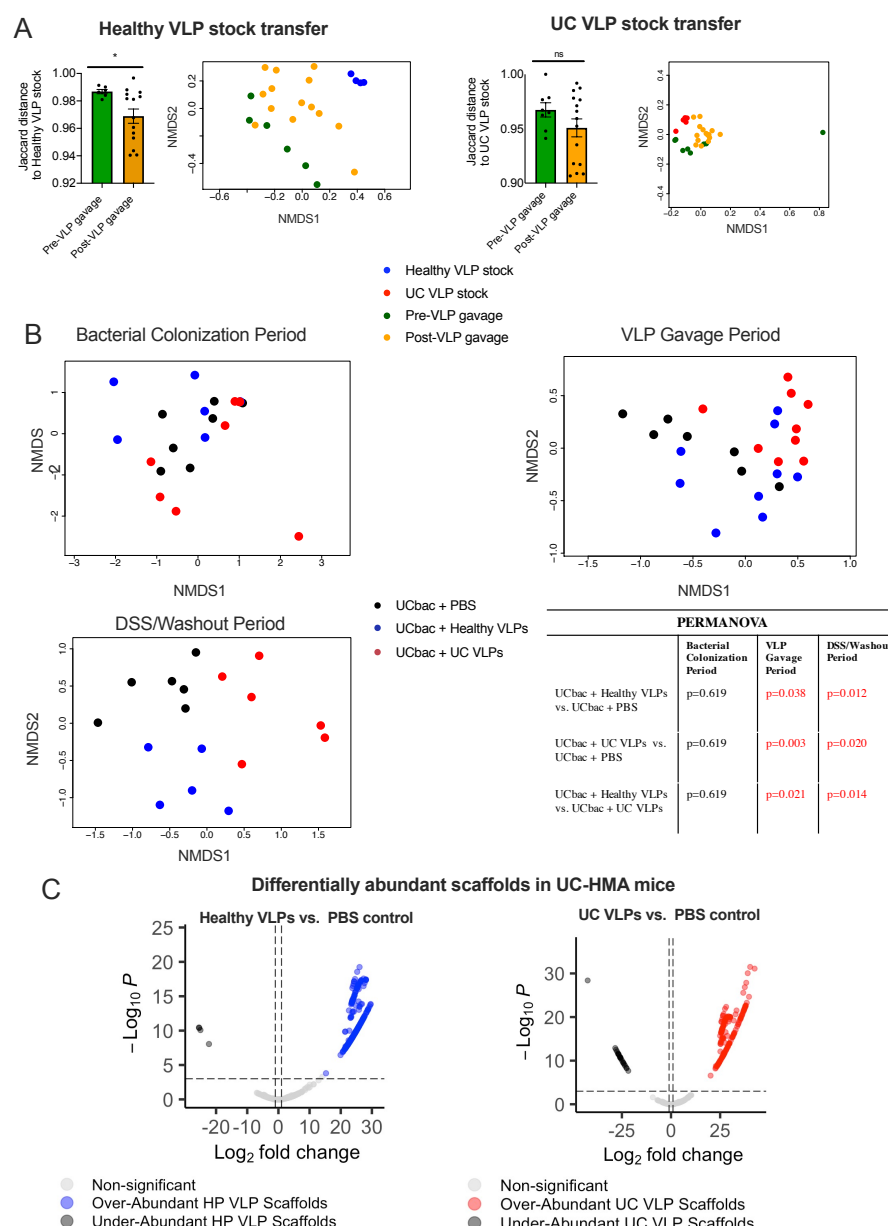 A
Healthy VLP stock transfer
UC VLP stock transfer
*
1.00
0.98
0.96
0.94
0.92
Jaccard distance
to Healthy VLP stock
Pre-VLP gavage
Post-VLP gavage
0.4
0.2
0.0
−0.4
NMDS2
−0.4 −0.2 0.0 0.2 0.4 0.6
NMDS1
ns
1.00
0.95
0.90
Jaccard distance
to UC VLP stock
Pre-VLP gavage
Post-VLP gavage
0.4
0.2
0.0
−0.2
−0.4
NMDS2
−0.2 0.0 0.2 0.4 0.6 0.8
NMDS1
Healthy VLP stock
UC VLP stock
Pre-VLP gavage
Post-VLP gavage
B
Bacterial Colonization Period
1
0
−2
−2
NMDS
−3 −2 −1 0 1 2 3
NMDS1
VLP Gavage Period
0.5
0.0
−0.5
−1.0
NMDS2
−1.5 −1.0 −0.5 0.0 0.5 1.0
NMDS1
DSS/Washout Period
1.0
0.5
0.0
−0.5
−1.0
NMDS2
−1.5 −1.0 −0.5 0.0 0.5 1.0 1.5
NMDS1
UCbac + PBS
UCbac + Healthy VLPs
UCbac + UC VLPs
PERMANOVA
Bacterial Colonization Period VLP Gavage Period DSS/Washou Period
UCbac + Healthy VLPs vs. UCbac + PBS p=0.619 p=0.038 p=0.012
UCbac + UC VLPs vs. UCbac + PBS p=0.619 p=0.003 p=0.020
UCbac + Healthy VLPs vs. UCbac + UC VLPs p=0.619 p=0.021 p=0.014
C
Differentially abundant scaffolds in UC-HMA mice
Healthy VLPs vs. PBS control
25
20
15
10
5
0
− Log10 P
-20 -10 0 10 20 30
Log2 fold change
Non-significant
Over-Abundant HP VLP Scaffolds
Under-Abundant HP VLP Scaffolds
UC VLPs vs. PBS control
30
20
10
0
− Log10 P
-25 0 25
Log2 fold change
Non-significant
Over-Abundant UC VLP Scaffolds
Under-Abundant UC VLP Scaffolds